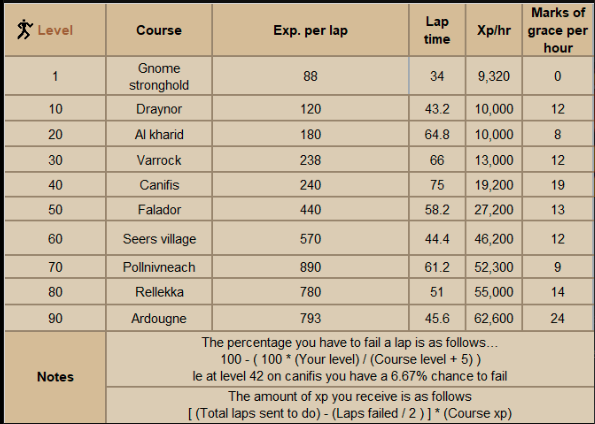 Level Course Exp. per lap Lap time Xp/hr Marks of grace per hour
1 Gnome stronghold 88 34 9,320 0
10 Draynor 120 43.2 10,000 12
20 Al kharid 180 64.8 10,000 8
30 Varrock 238 66 13,000 12
40 Canifis 240 75 19,200 19
50 Falador 440 58.2 27,200 13
60 Seers village 570 44.4 46,200 12
70 Pollnivneach 890 61.2 52,300 9
80 Rellekka 780 51 55,000 14
90 Ardougne 793 45.6 62,600 24
Notes
The percentage you have to fail a lap is as follows...
100 - ( 100 * (Your level) / (Course level + 5) )
Ie at level 42 on canifis you have a 6.67% chance to fail
The amount of xp you receive is as follows
[ (Total laps sent to do) - (Laps failed / 2 ) ] * (Course xp)